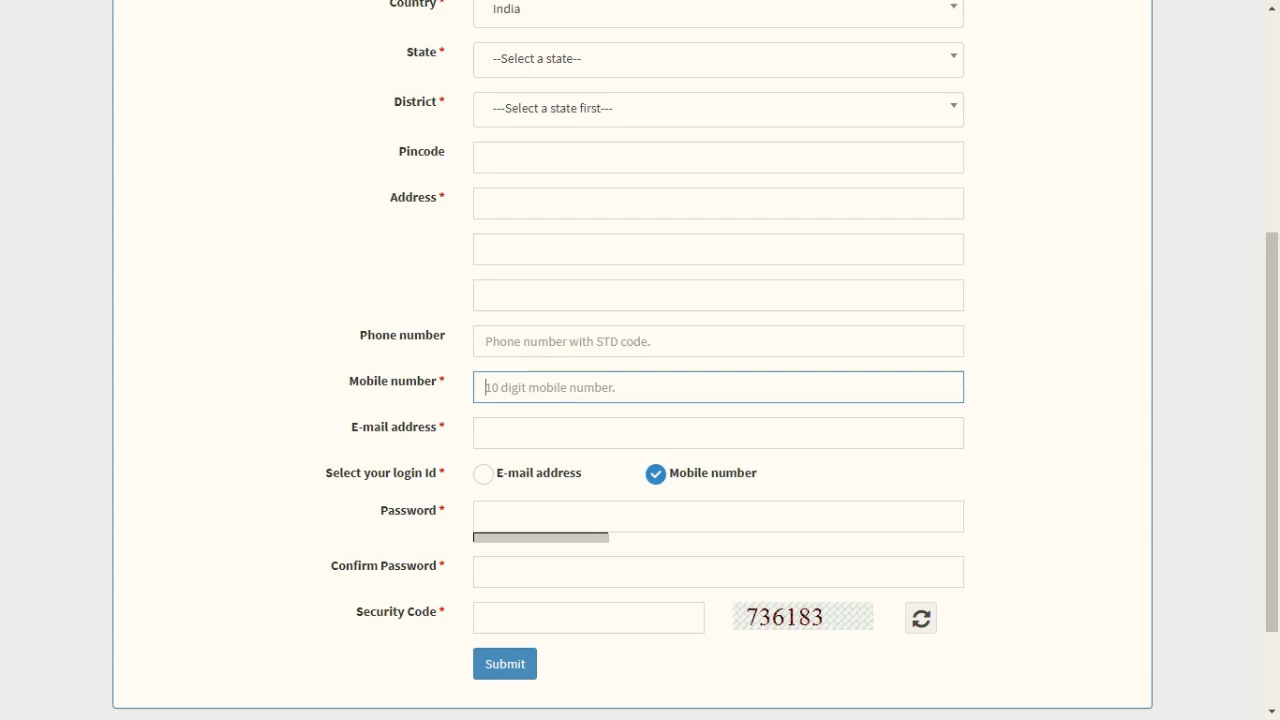 Country *
India
State *
--Select a state--
District *
---Select a state first---
Pincode
Address *
Phone number
Phone number with STD code.
Mobile number *
10 digit mobile number.
E-mail address *
Select your login Id *
E-mail address
Mobile number
Password *
Confirm Password *
Security Code *
736183
Submit